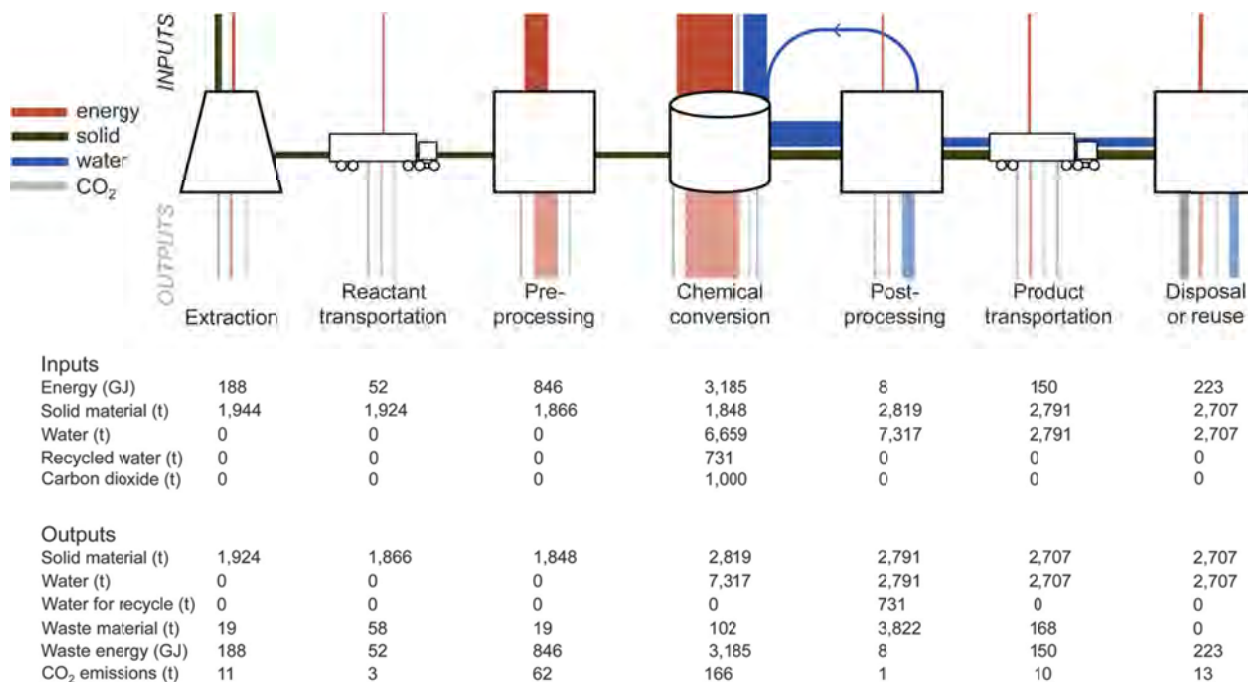 INPUTS
energy
solid
water
CO2
OUTPUTS
Extraction
Reactant transportation
Pre-processing
Chemical conversion
Post-processing
Product transportation
Disposal or reuse
Inputs
Energy (GJ) 188 52 846 3,185 8 150 223
Solid material (t) 1,944 1,924 1,866 1,848 2,819 2,791 2,707
Water (t) 0 0 0 6,659 7,317 2,791 2,707
Recycled water (t) 0 0 0 731 0 0 0
Carbon dioxide (t) 0 0 0 1,000 0 0 0
Outputs
Solid material (t) 1,924 1,866 1,848 2,819 2,791 2,707 2,707
Water (t) 0 0 0 7,317 2,791 2,707 2,707
Water for recycle (t) 0 0 0 0 731 0 0
Waste material (t) 19 58 19 102 3,822 168 0
Waste energy (GJ) 188 52 846 3,185 8 150 223
CO2 emissions (t) 11 3 62 166 1 10 13